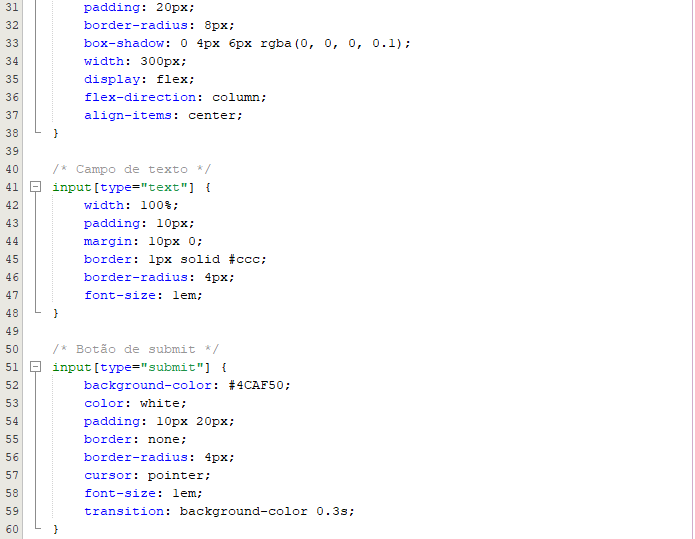 31 padding: 20px;
32 border-radius: 8px;
33 box-shadow: 0 4px 6px rgba(0, 0, 0, 0.1);
34 width: 300px;
35 display: flex;
36 flex-direction: column;
37 align-items: center;
38 }
39
40 /* Campo de texto */
41 input[type="text"] {
42 width: 100%;
43 padding: 10px;
44 margin: 10px 0;
45 border: 1px solid #ccc;
46 border-radius: 4px;
47 font-size: 1em;
48 }
49
50 /* Botão de submit */
51 input[type="submit"] {
52 background-color: #4CAF50;
53 color: white;
54 padding: 10px 20px;
55 border: none;
56 border-radius: 4px;
57 cursor: pointer;
58 font-size: 1em;
59 transition: background-color 0.3s;
60 }